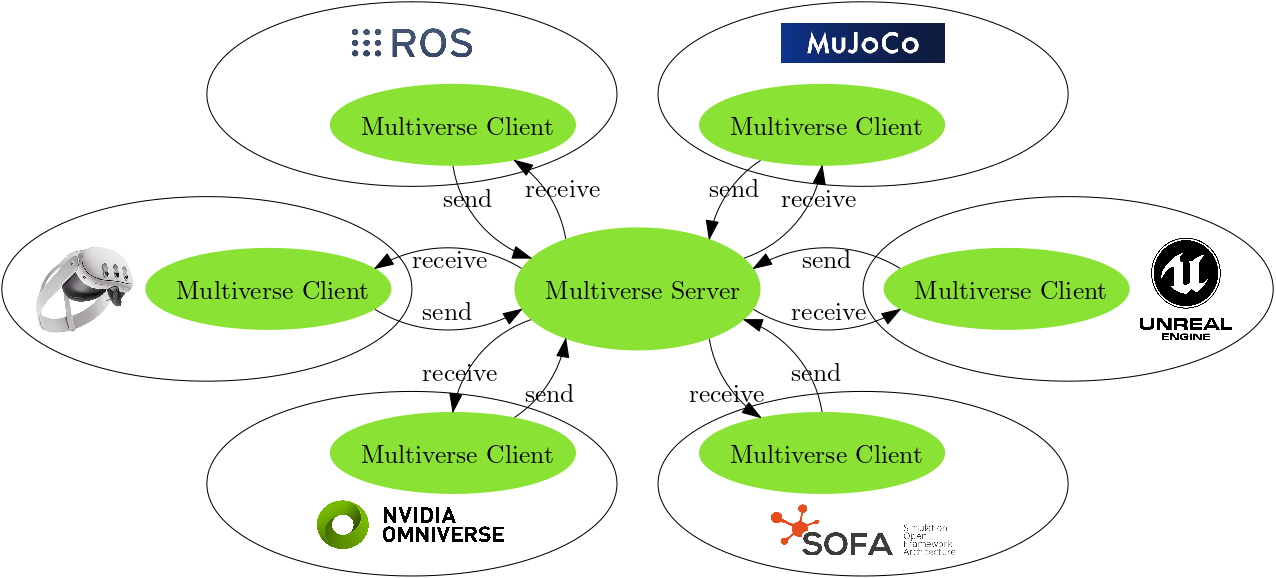 ROS
MuJoCo
Multiverse Client
Multiverse Client
send
receive
send
receive
receive
send
Multiverse Client
Multiverse Server
send
receive
Multiverse Client
UNREAL
ENGINE
receive
send
receive
send
Multiverse Client
Multiverse Client
NVIDIA
OMNIVERSE
SOFA
Simulation
Open
Framework
Architecture